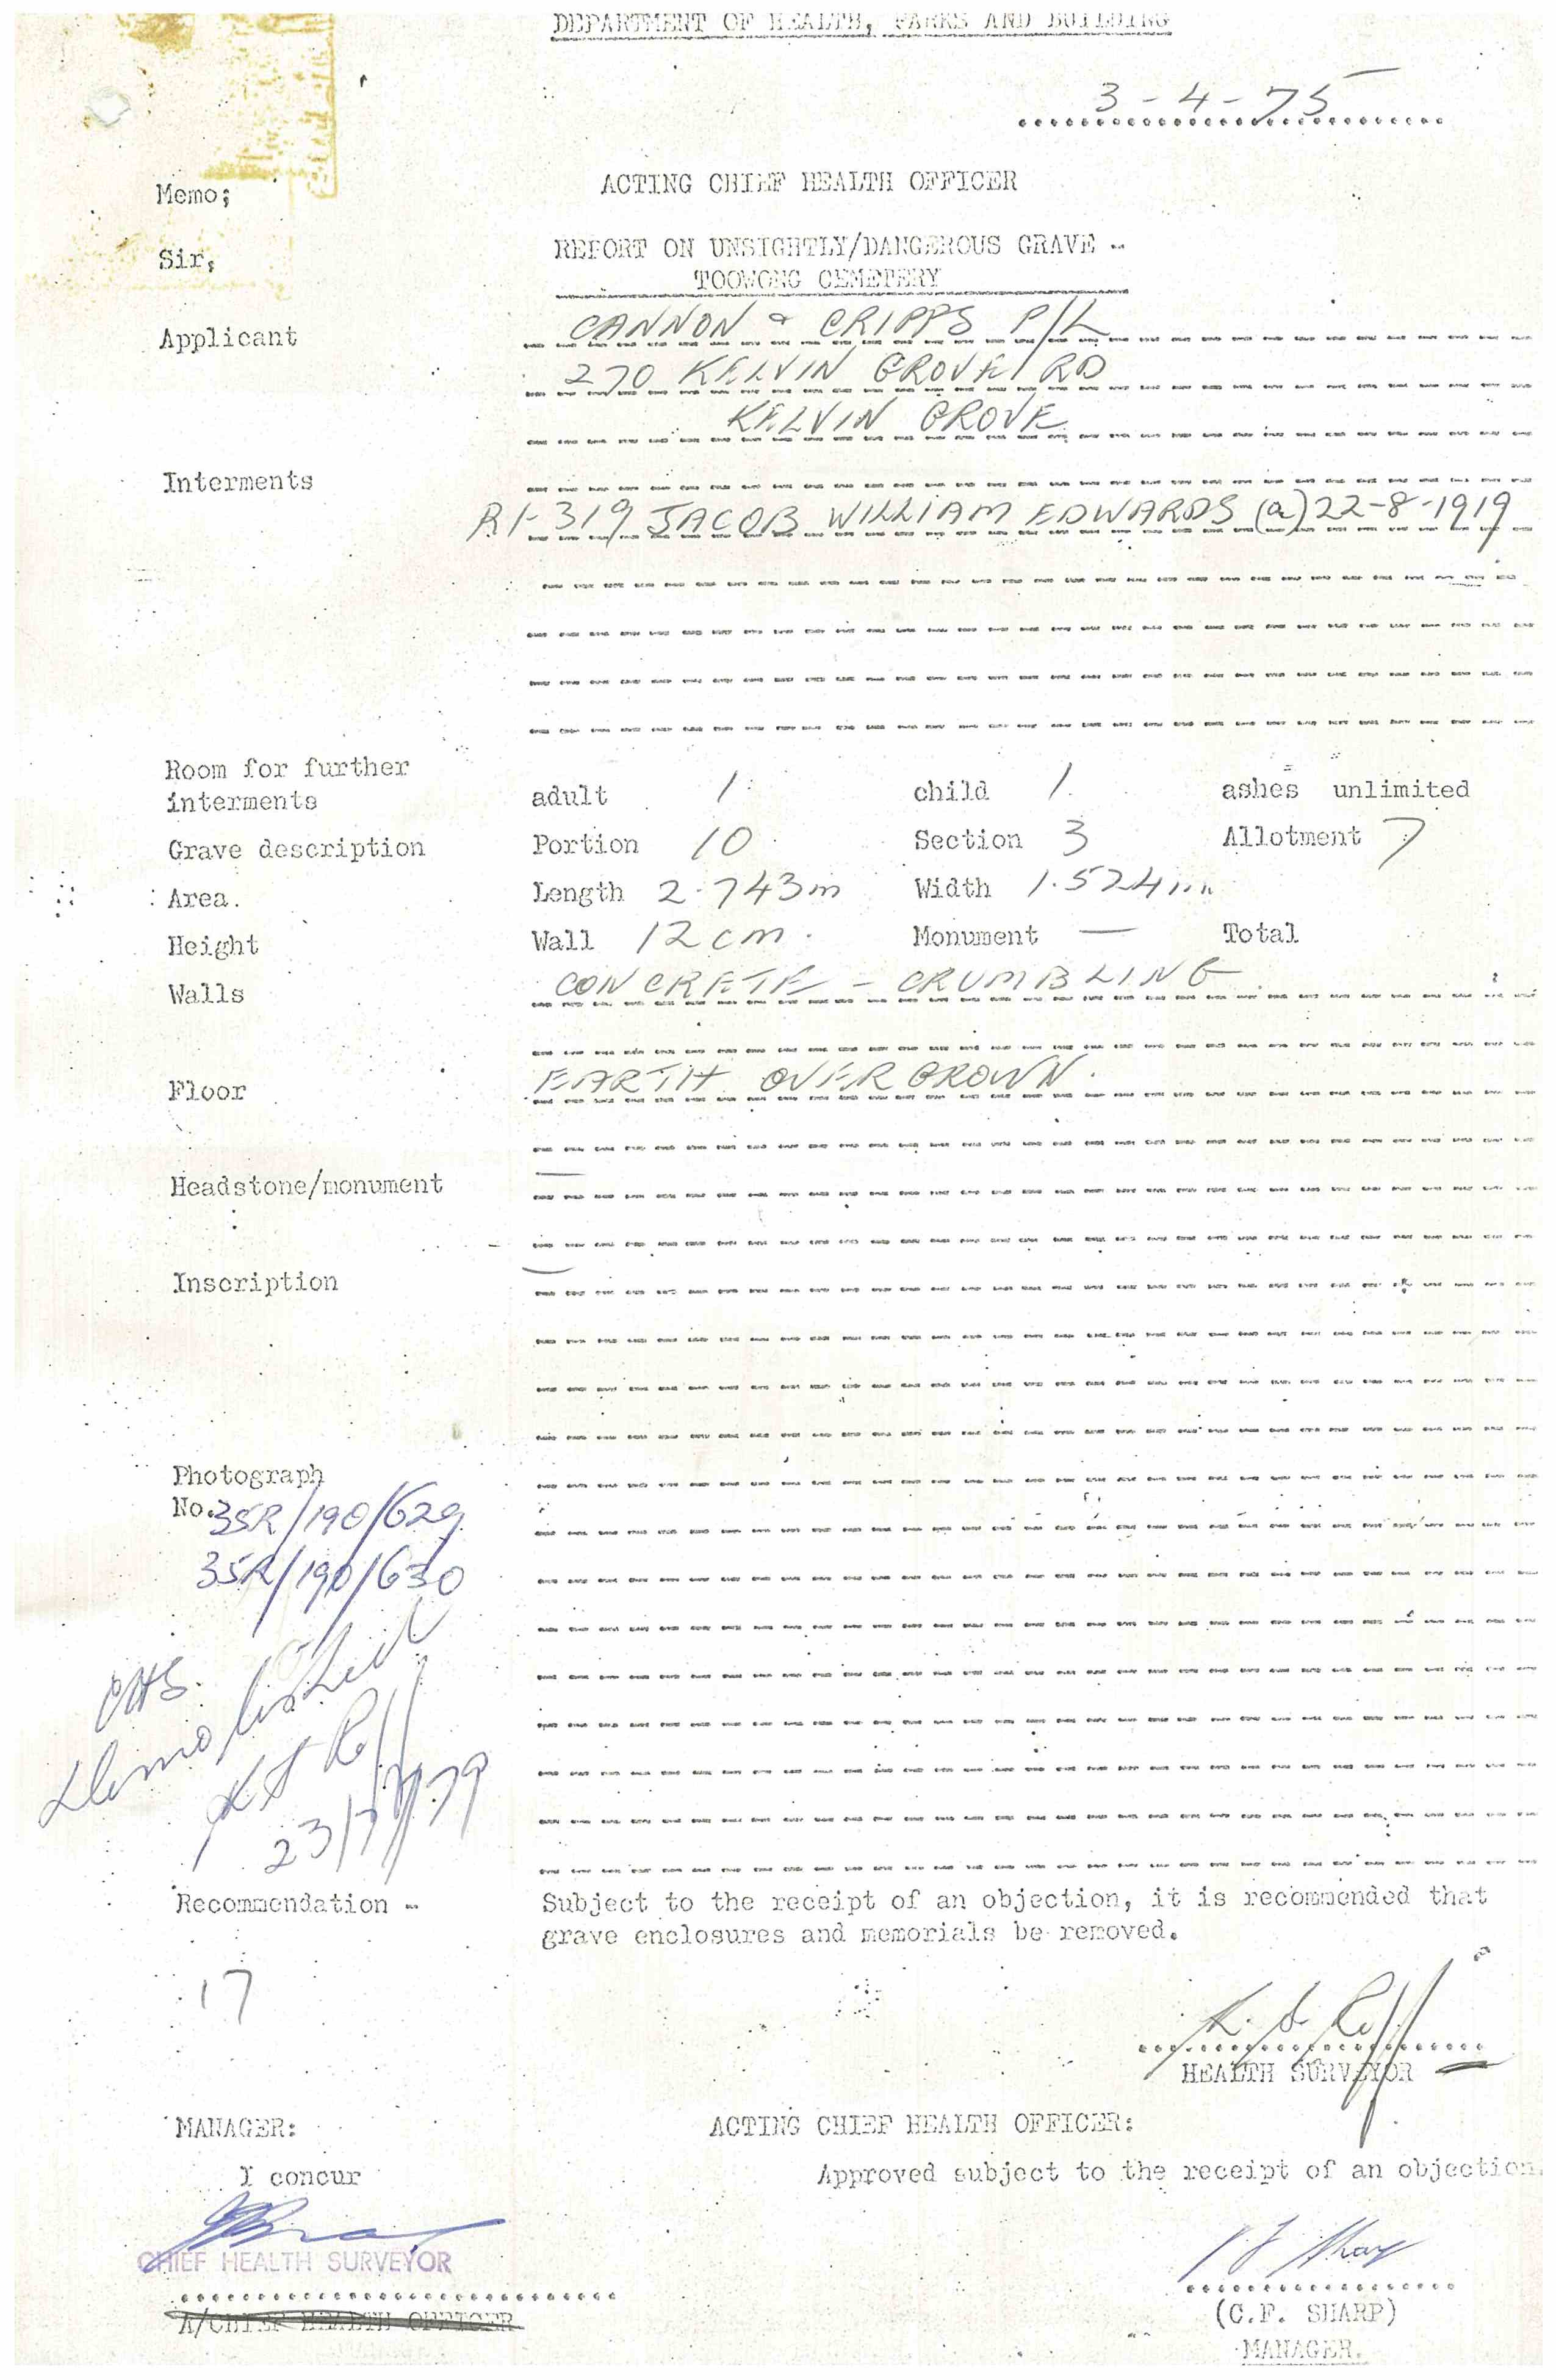 DEPARTMENT OF HEALTH, PARKS AND BUILDING
3-4-75
Memo; ACTING CHIEF HEALTH OFFICER
Sir, REPORT ON UNSIGHTLY/DANGEROUS GRAVE -
TOOWONG CEMETERY
Applicant CANNON & CRIPPS P/L
270 KELVIN GROVE RD
KELVIN GROVE
Interments
R1-319 JACOB WILLIAM EDWARDS (a) 22-8-1919
Room for further
interments adult 1 child 1 ashes unlimited
Grave description Portion 10 Section 3 Allotment 7
Area. Length 2.743m Width 1.524m
Height Wall 12cm. Monument — Total
Walls CONCRETE - CRUMBLING
Floor EARTH OVERGROWN.
Headstone/monument —
Inscription —
Photograph
No. 35R/190/629
35R/190/630
CHS.
Demolished
23/7/79
Recommendation - Subject to the receipt of an objection, it is recommended that
grave enclosures and memorials be removed.
17
HEALTH SURVEYOR
MANAGER: ACTING CHIEF HEALTH OFFICER:
I concur Approved subject to the receipt of an objection.
CHIEF HEALTH SURVEYOR
A/CHIEF HEALTH OFFICER
(C.F. SHARP)
MANAGER.